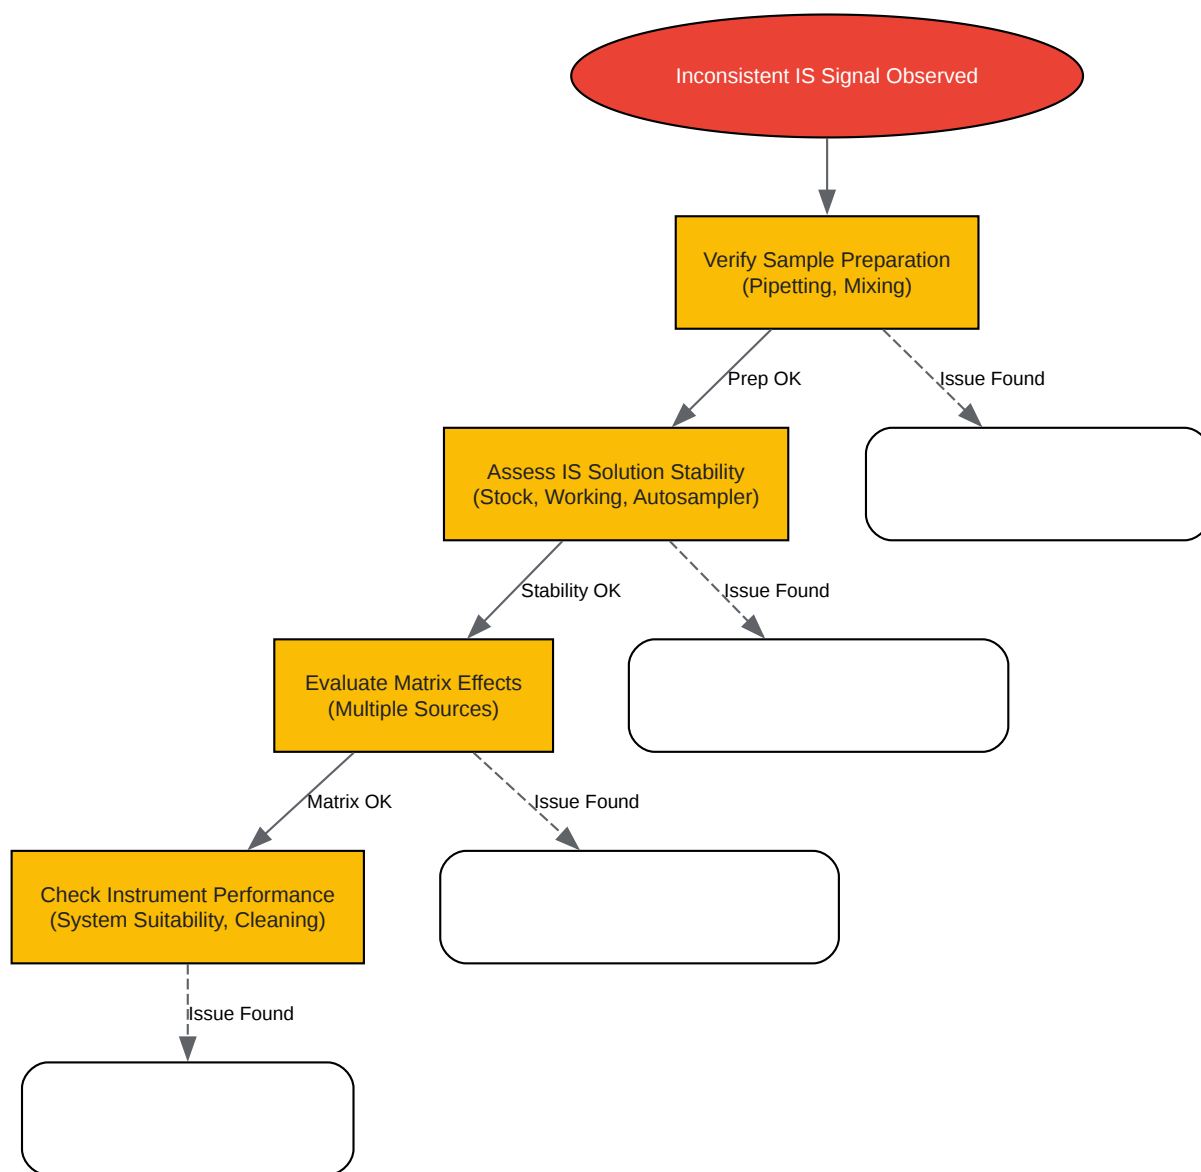 Inconsistent IS Signal Observed
Verify Sample Preparation
(Pipetting, Mixing)
Prep OK
Issue Found
Assess IS Solution Stability
(Stock, Working, Autosampler)
Stability OK
Issue Found
Evaluate Matrix Effects
(Multiple Sources)
Matrix OK
Issue Found
Check Instrument Performance
(System Suitability, Cleaning)
Issue Found